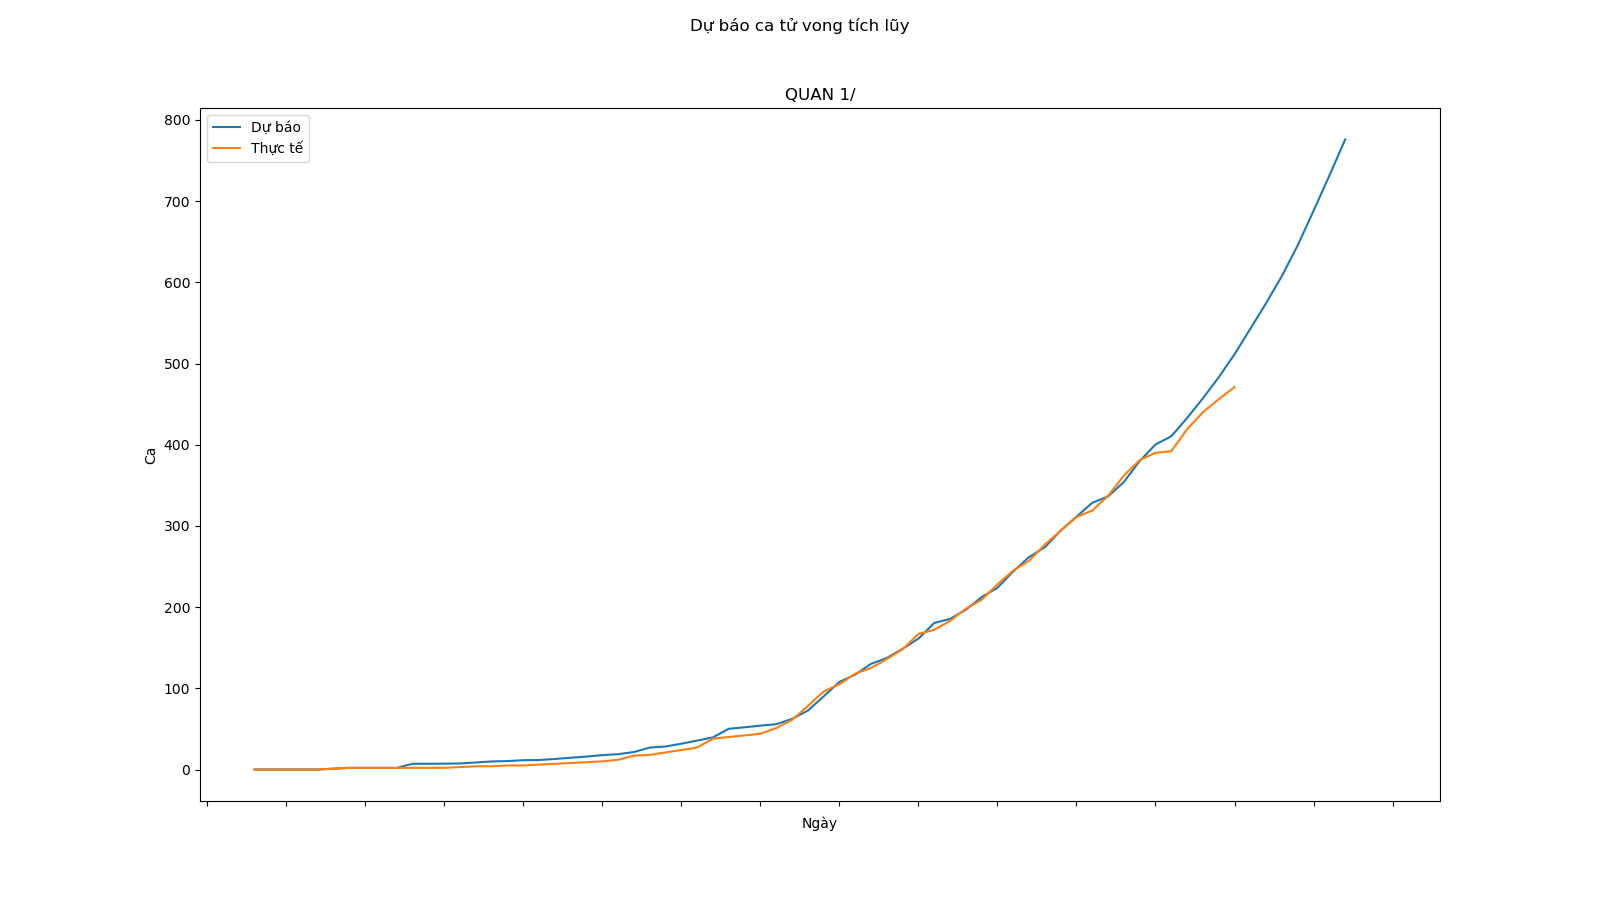 Dự báo ca tử vong tích lũy
QUAN 1/
Dự báo
Thực tế
800
700
600
500
400
300
200
100
0
Ca
Ngày